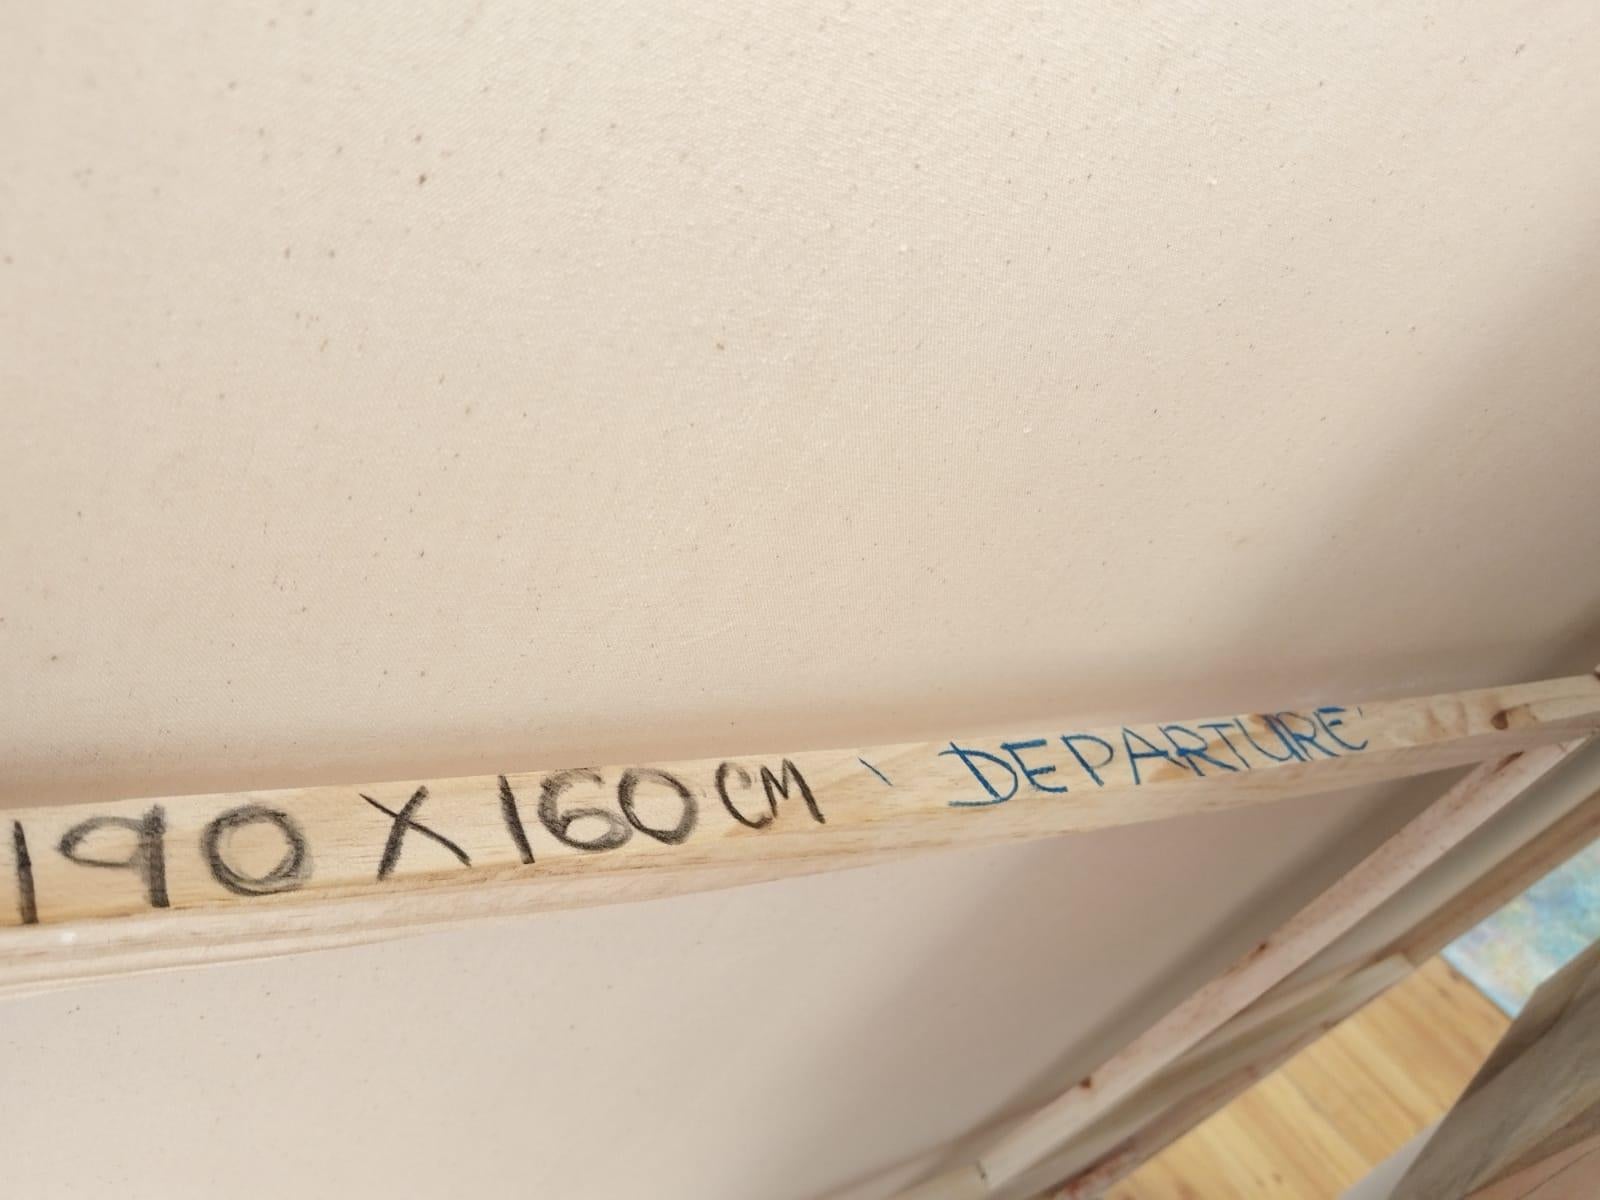 190 X 160 CM ' DEPARTURE'